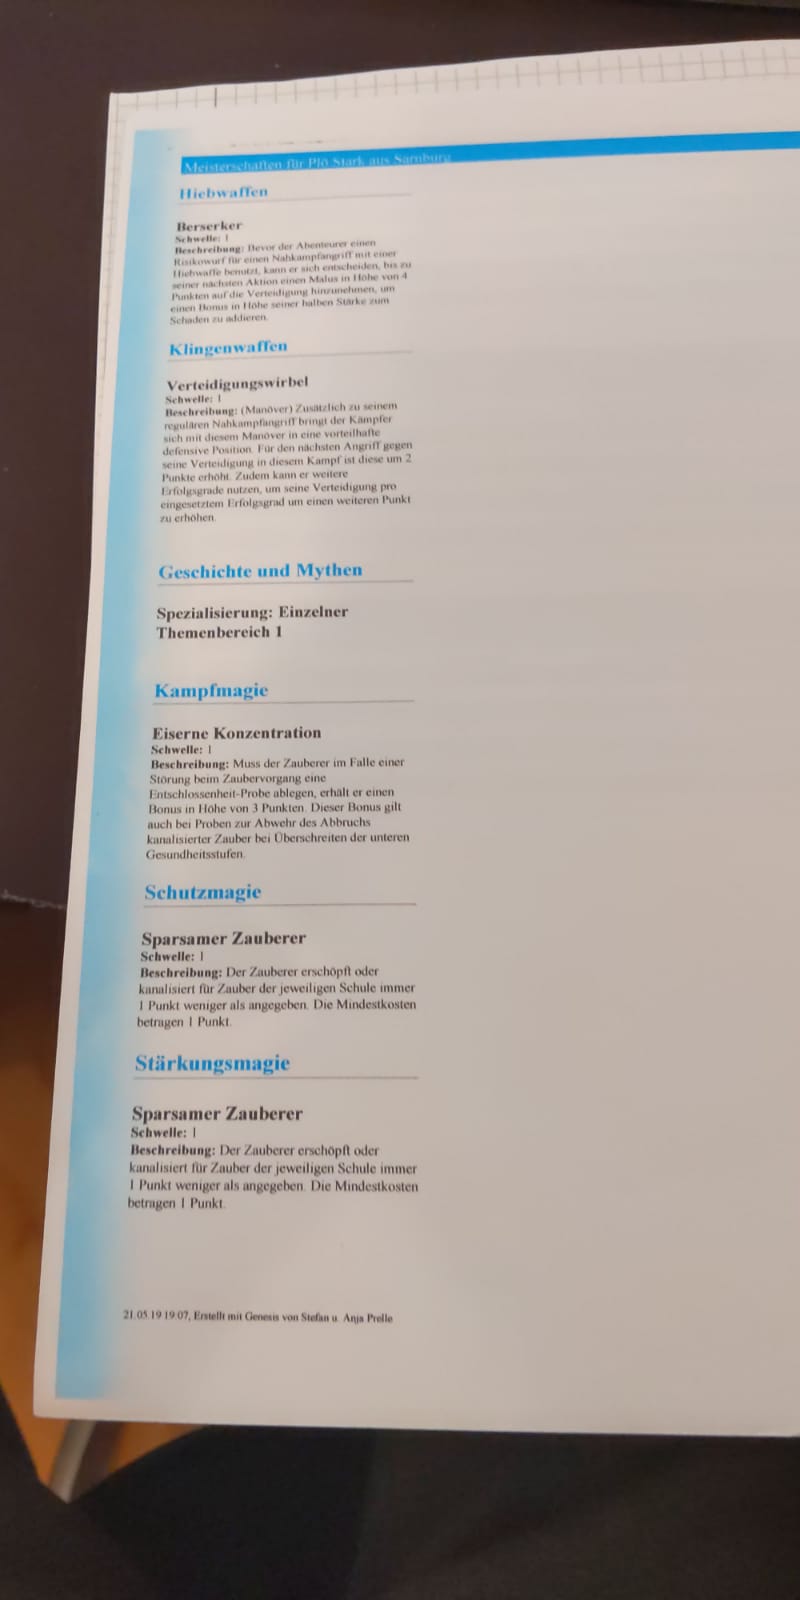 Meisterschaften für Plo Stark aus Sarnburg
Hiebwaffen
Berserker
Schwelle: 1
Beschreibung: Bevor der Abenteurer einen
Risikowurf für einen Nahkampfangriff mit einer
Hiebwaffe benutzt, kann er sich entscheiden, bis zu
seiner nächsten Aktion einen Malus in Höhe von 4
Punkten auf die Verteidigung hinzunehmen, um
einen Bonus in Höhe seiner halben Stärke zum
Schaden zu addieren.
Klingenwaffen
Verteidigungswirbel
Schwelle: 1
Beschreibung: (Manöver) Zusätzlich zu seinem
regulären Nahkampfangriff bringt der Kämpfer
sich mit diesem Manöver in eine vorteilhafte
defensive Position. Für den nächsten Angriff gegen
seine Verteidigung in diesem Kampf ist diese um 2
Punkte erhöht. Zudem kann er weitere
Erfolgsgrade nutzen, um seine Verteidigung pro
eingesetztem Erfolgsgrad um einen weiteren Punkt
zu erhöhen.
Geschichte und Mythen
Spezialisierung: Einzelner
Themenbereich 1
Kampfmagie
Eiserne Konzentration
Schwelle: 1
Beschreibung: Muss der Zauberer im Falle einer
Störung beim Zaubervorgang eine
Entschlossenheit-Probe ablegen, erhält er einen
Bonus in Höhe von 3 Punkten. Dieser Bonus gilt
auch bei Proben zur Abwehr des Abbruchs
kanalisierter Zauber bei Überschreiten der unteren
Gesundheitsstufen.
Schutzmagie
Sparsamer Zauberer
Schwelle: 1
Beschreibung: Der Zauberer erschöpft oder
kanalisiert für Zauber der jeweiligen Schule immer
1 Punkt weniger als angegeben. Die Mindestkosten
betragen 1 Punkt.
Stärkungsmagie
Sparsamer Zauberer
Schwelle: 1
Beschreibung: Der Zauberer erschöpft oder
kanalisiert für Zauber der jeweiligen Schule immer
1 Punkt weniger als angegeben. Die Mindestkosten
betragen 1 Punkt.
21.05.19 19:07, Erstellt mit Genesis von Stefan u. Anja Prelle